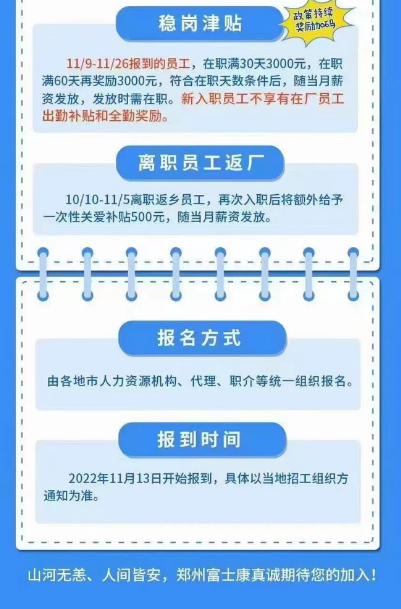 稳岗津贴
政策持续
奖励加码
11/9-11/26报到的员工，在职满30天3000元，在职
满60天再奖励3000元，符合在职天数条件后，随当月薪
资发放，发放时需在职。新入职员工不享有在厂员工
出勤补贴和全勤奖励。
离职员工返厂
10/10-11/5离职返乡员工，再次入职后将额外给予
一次性关爱补贴500元，随当月薪资发放。
报名方式
由各地市人力资源机构、代理、职介等统一组织报名。
报到时间
2022年11月13日开始报到，具体以当地招工组织方
通知为准。
山河无恙、人间皆安，郑州富士康真诚期待您的加入！